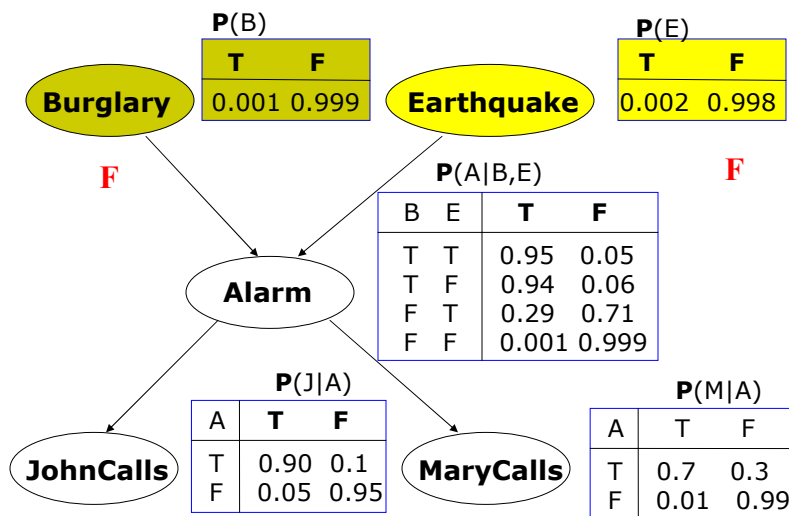 P(B)
T F
0.001 0.999
Burglary
P(E)
T F
0.002 0.998
Earthquake
F
F
P(A|B,E)
B E T F
T T 0.95 0.05
T F 0.94 0.06
F T 0.29 0.71
F F 0.001 0.999
Alarm
P(J|A)
A T F
T 0.90 0.1
F 0.05 0.95
JohnCalls
P(M|A)
A T F
T 0.7 0.3
F 0.01 0.99
MaryCalls